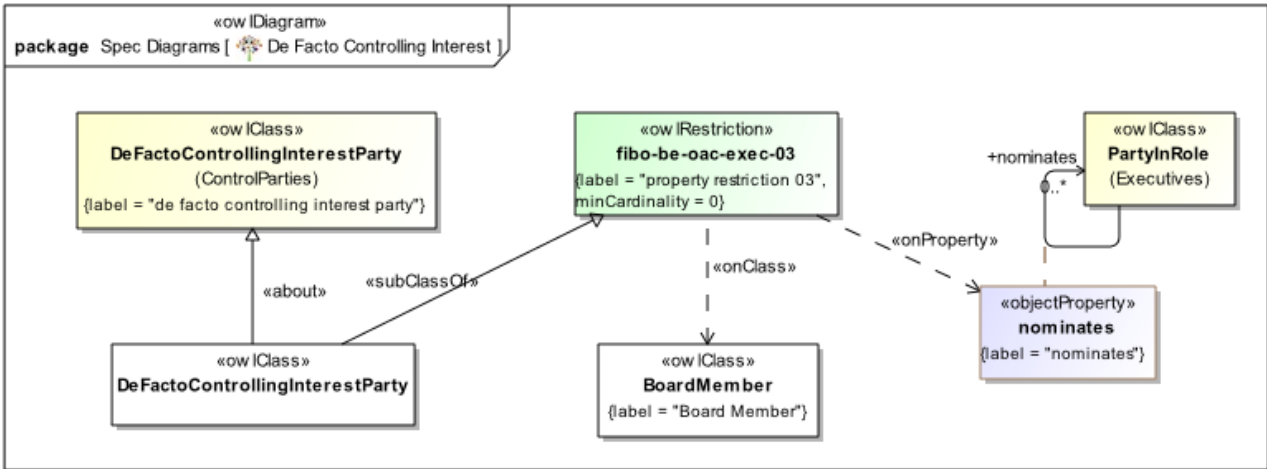 «owlDiagram»
package Spec Diagrams [ De Facto Controlling Interest ]
«owlClass»
DeFactoControllingInterestParty
(ControlParties)
{label = "de facto controlling interest party"}
«owlRestriction»
fibo-be-oac-exec-03
{label = "property restriction 03",
minCardinality = 0}
+nominates
«owlClass»
PartyInRole
(Executives)
0..*
«about»
«subClassOf»
«onClass»
«onProperty»
«owlClass»
DeFactoControllingInterestParty
«owlClass»
BoardMember
{label = "Board Member"}
«objectProperty»
nominates
{label = "nominates"}